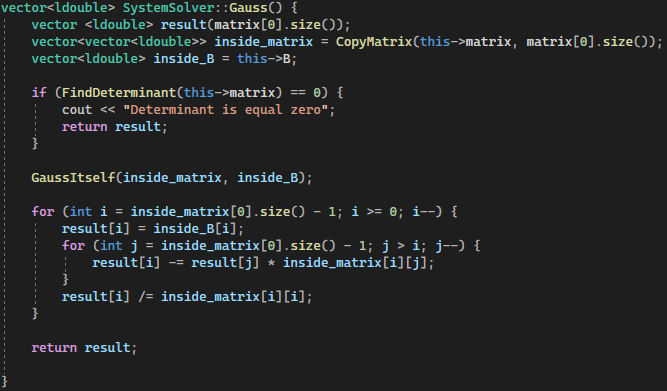 vector<ldouble> SystemSolver::Gauss() {
    vector <ldouble> result(matrix[0].size());
    vector<vector<ldouble>> inside_matrix = CopyMatrix(this->matrix, matrix[0].size());
    vector<ldouble> inside_B = this->B;

    if (FindDeterminant(this->matrix) == 0) {
        cout << "Determinant is equal zero";
        return result;
    }

    GaussItself(inside_matrix, inside_B);

    for (int i = inside_matrix[0].size() - 1; i >= 0; i--) {
        result[i] = inside_B[i];
        for (int j = inside_matrix[0].size() - 1; j > i; j--) {
            result[i] -= result[j] * inside_matrix[i][j];
        }
        result[i] /= inside_matrix[i][i];
    }

    return result;

}